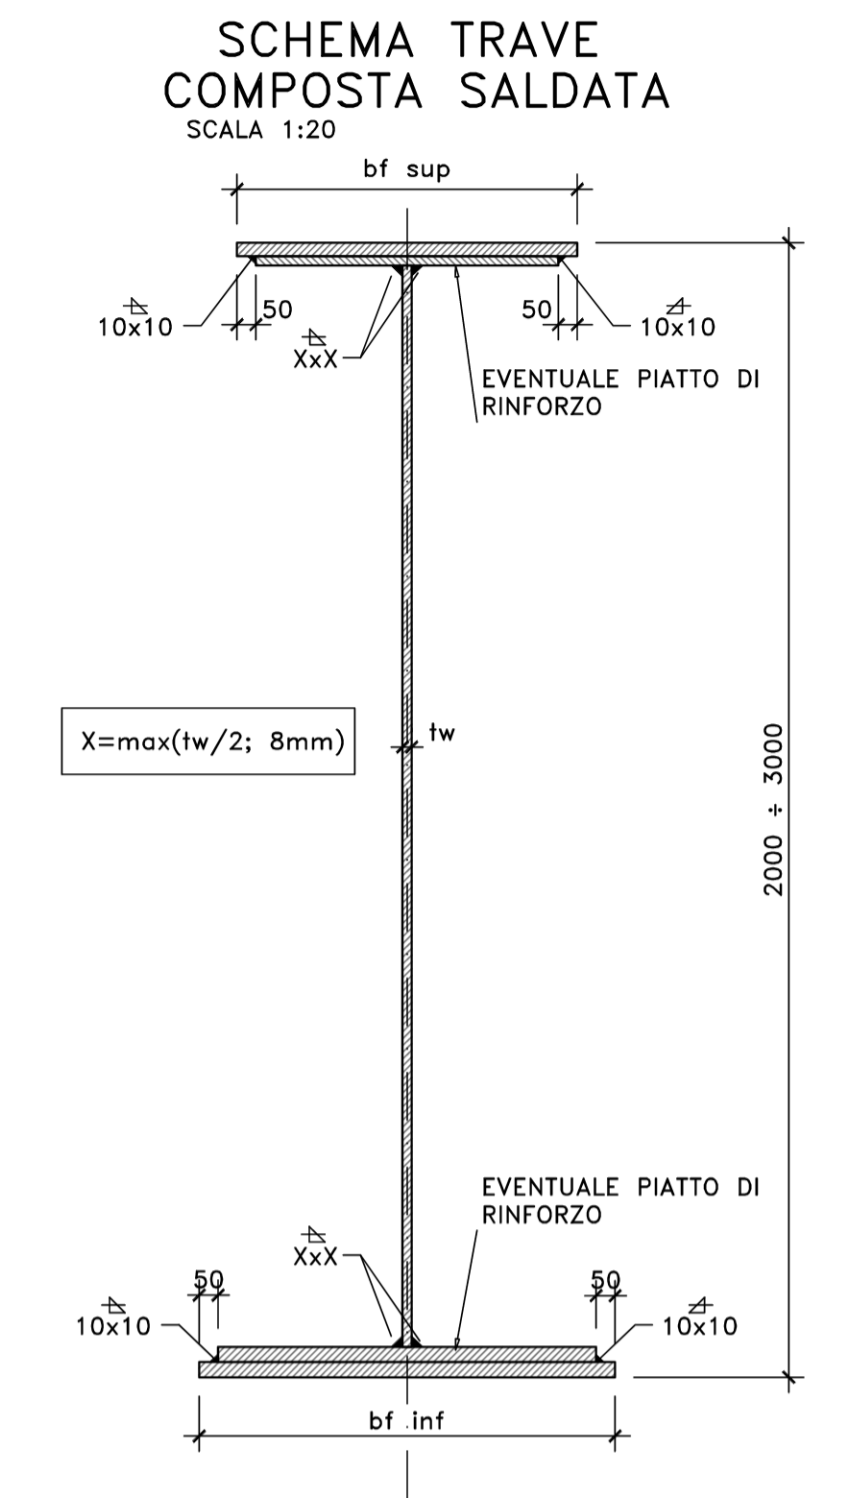 SCHEMA TRAVE
COMPOSTA SALDATA
SCALA 1:20
bf sup
50
50
10x10
10x10
XxX
EVENTUALE PIATTO DI
RINFORZO
X=max(tw/2; 8mm)
tw
2000 ÷ 3000
EVENTUALE PIATTO DI
RINFORZO
XxX
50
50
10x10
10x10
bf inf